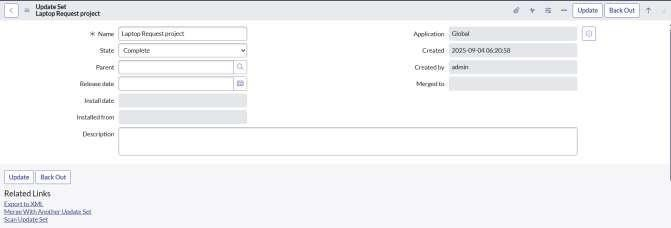 Update Set
Laptop Request project
Update
Back Out
Name
Laptop Request project
Application
Global
State
Complete
Created
2025-09-04 06:20:58
Parent
Created by
admin
Release date
Merged to
Install date
Installed from
Description
Update
Back Out
Related Links
Export to XML
Merge With Another Update Set
Scan Update Set